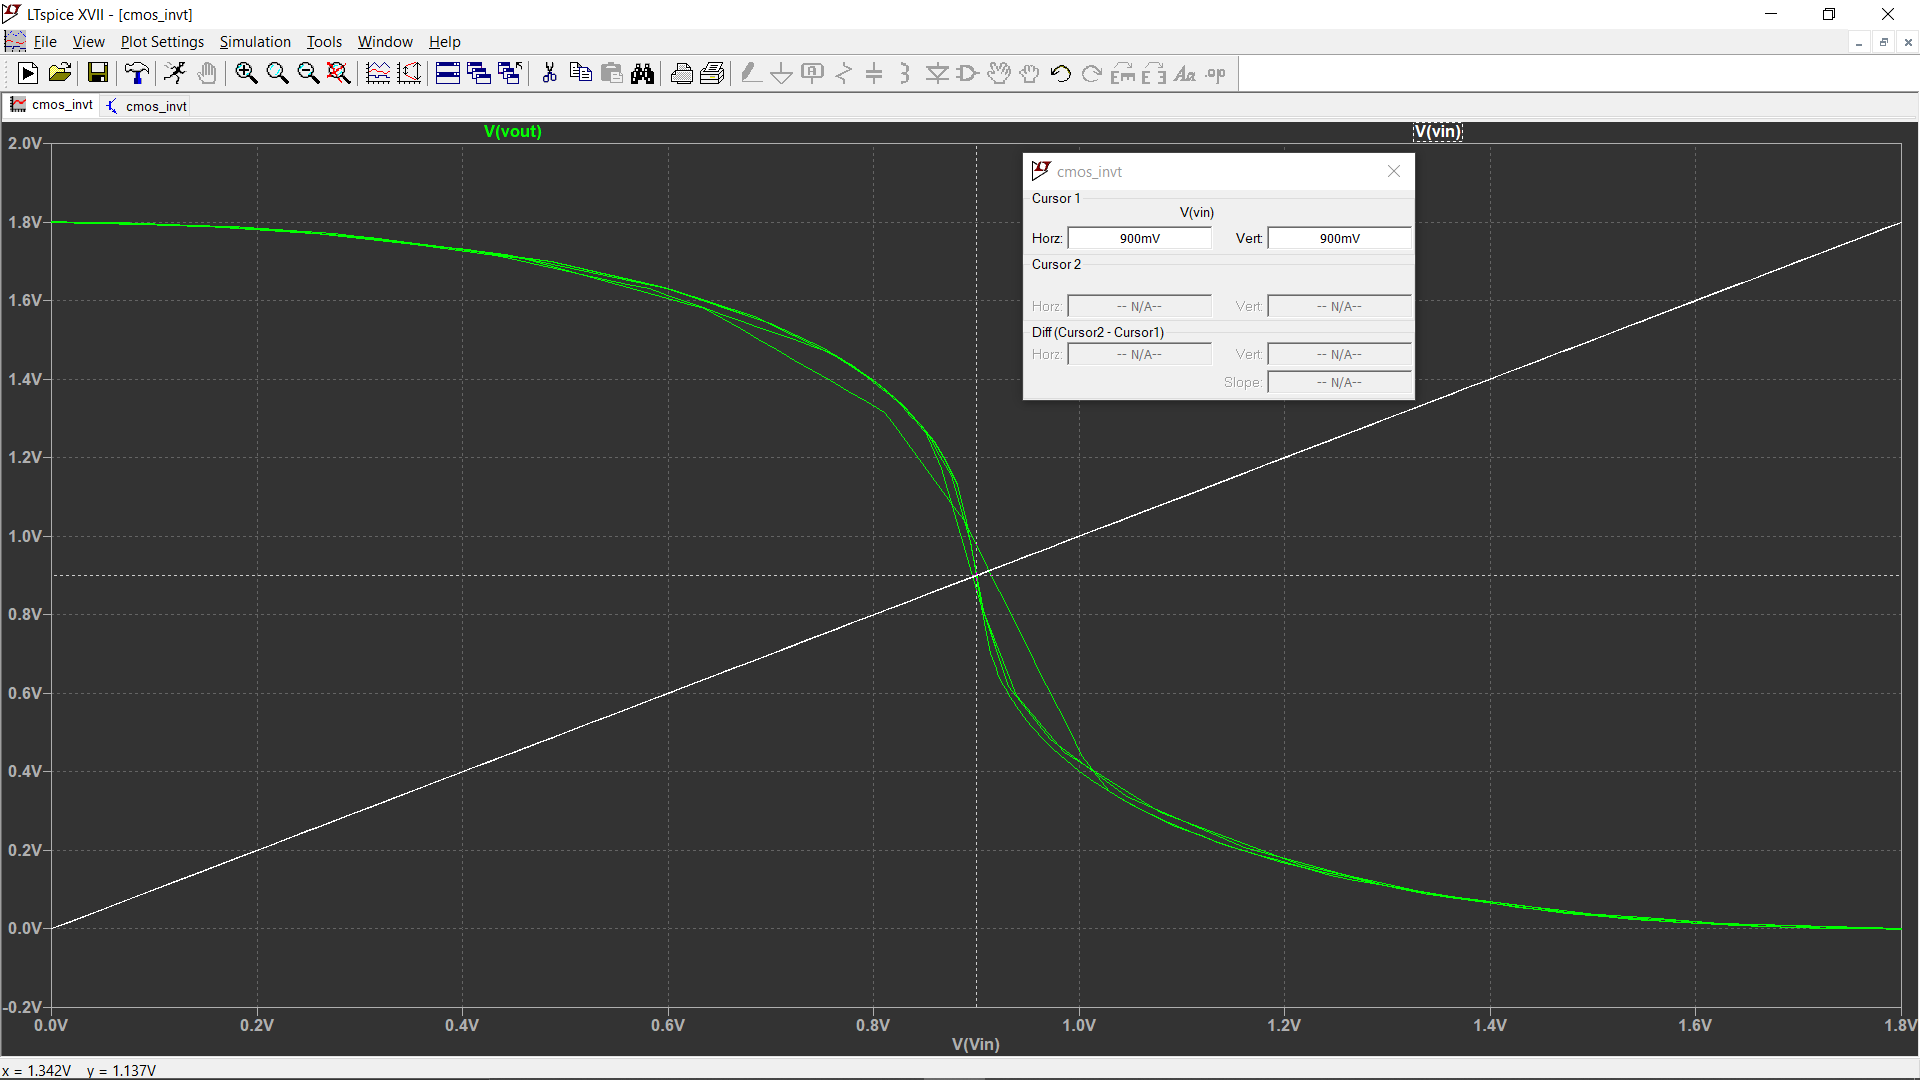 LTspice XVII - [cmos_invt]
File View Plot Settings Simulation Tools Window Help
cmos_invt cmos_invt
V(vout) V(vin)
2.0V
1.8V
1.6V
1.4V
1.2V
1.0V
0.8V
0.6V
0.4V
0.2V
0.0V
-0.2V
cmos_invt
Cursor 1
V(vin)
Horz: 900mV Vert: 900mV
Cursor 2
Horz: -- N/A-- Vert: -- N/A--
Diff (Cursor2 - Cursor1)
Horz: -- N/A-- Vert: -- N/A--
Slope: -- N/A--
0.0V 0.2V 0.4V 0.6V 0.8V 1.0V 1.2V 1.4V 1.6V 1.8V
V(Vin)
x = 1.342V y = 1.137V